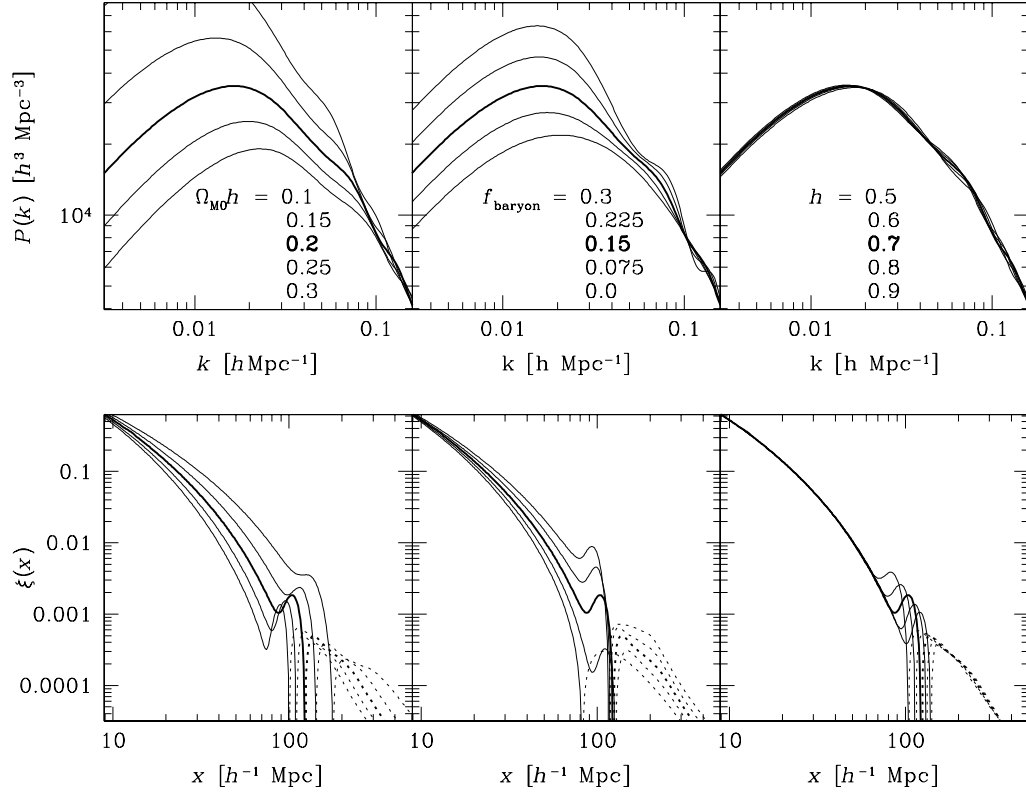 P(k) [h³ Mpc⁻³]
10⁴
Ω_M0 h = 0.1
0.15
0.2
0.25
0.3
f_baryon = 0.3
0.225
0.15
0.075
0.0
h = 0.5
0.6
0.7
0.8
0.9
0.01 0.1 0.01 0.1 0.01 0.1
k [h Mpc⁻¹] k [h Mpc⁻¹] k [h Mpc⁻¹]
ξ(x)
0.1
0.01
0.001
0.0001
10 100 10 100 10 100
x [h⁻¹ Mpc] x [h⁻¹ Mpc] x [h⁻¹ Mpc]